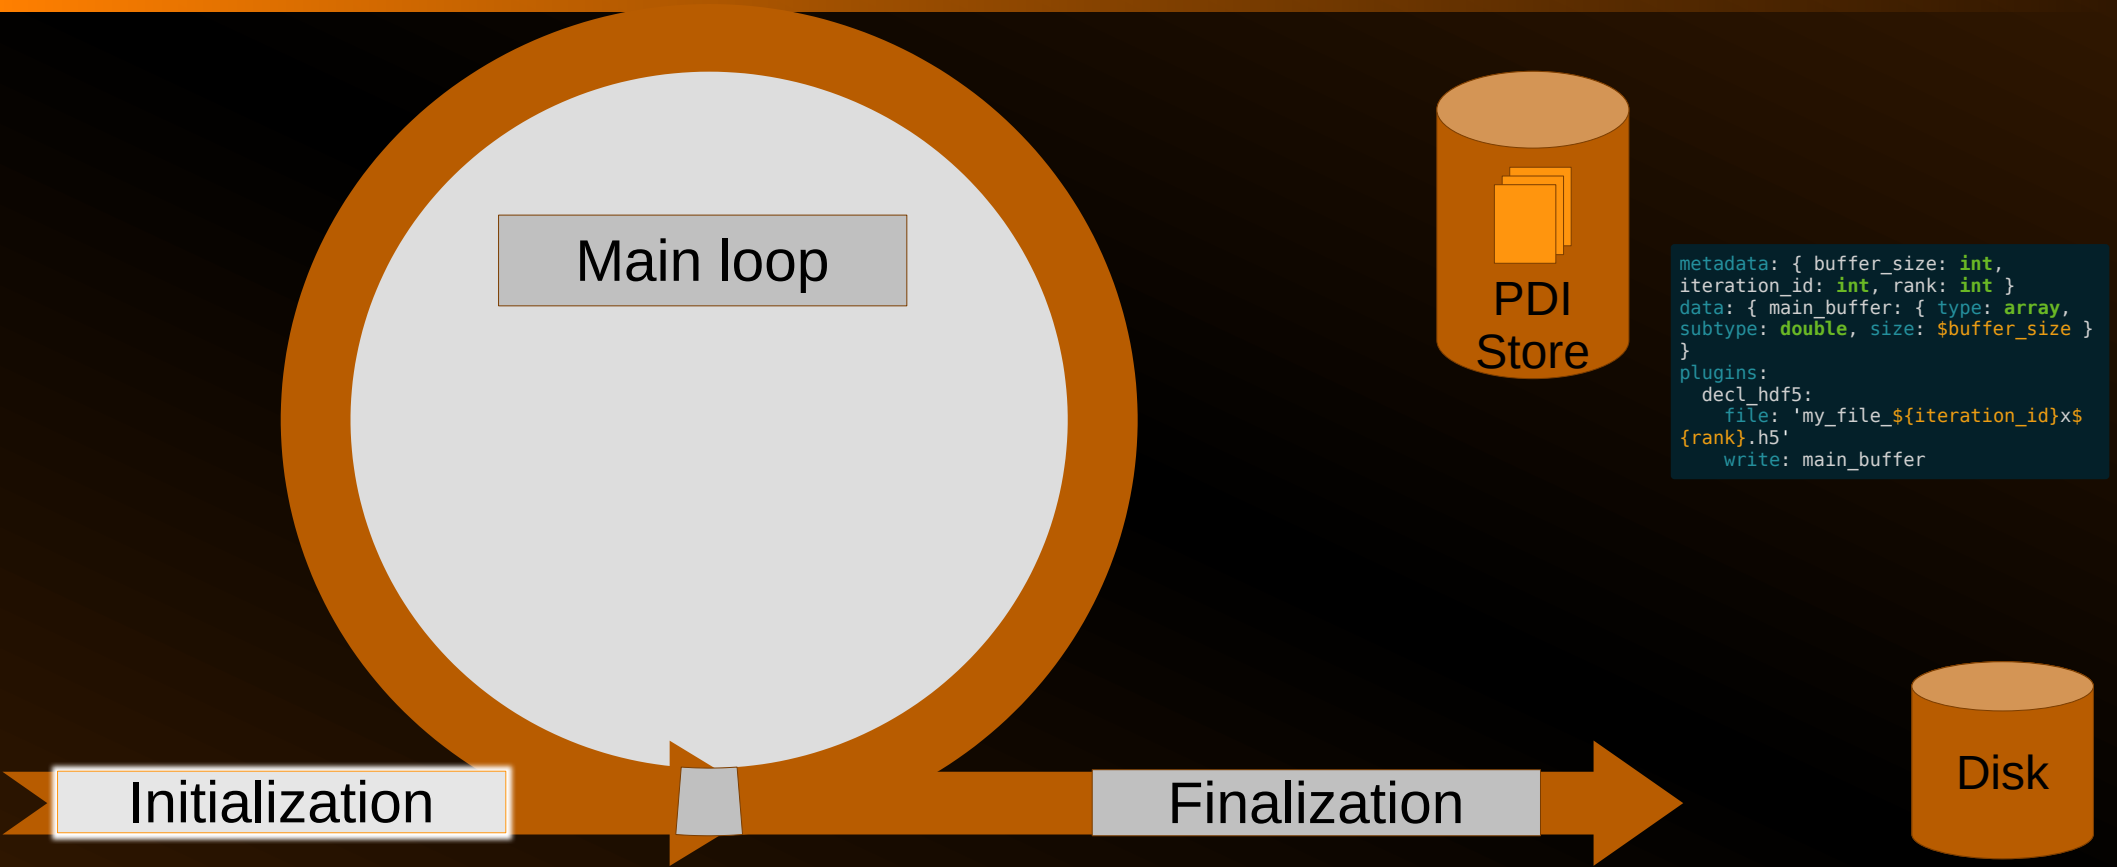 Main loop
PDI
Store
metadata: { buffer_size: int,
iteration_id: int, rank: int }
data: { main_buffer: { type: array,
subtype: double, size: $buffer_size }
}
plugins:
  decl_hdf5:
    file: 'my_file_${iteration_id}x$
{rank}.h5'
    write: main_buffer
Initialization
Finalization
Disk